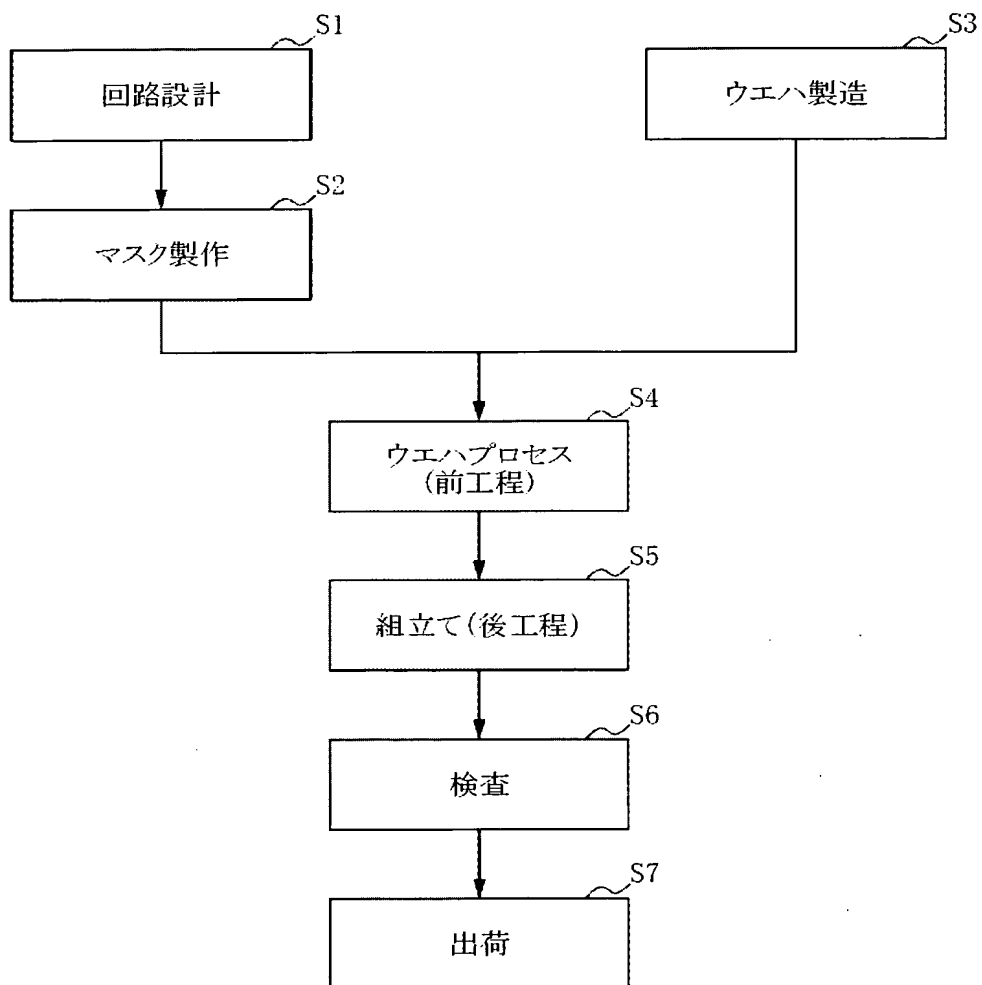 S1
回路設計
S3
ウエハ製造
S2
マスク製作
S4
ウエハプロセス
(前工程)
S5
組立て(後工程)
S6
検査
S7
出荷